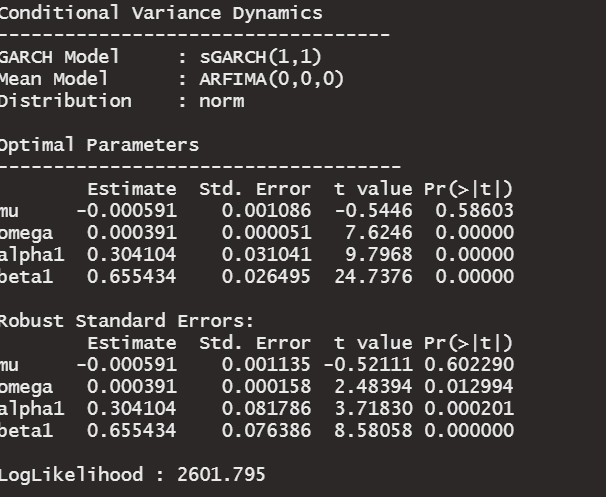 Conditional Variance Dynamics
-----------------------------------
GARCH Model     : sGARCH(1,1)
Mean Model      : ARFIMA(0,0,0)
Distribution    : norm
Optimal Parameters
------------------------------------
        Estimate  Std. Error  t value Pr(>|t|)
mu     -0.000591    0.001086  -0.5446  0.58603
omega   0.000391    0.000051   7.6246  0.00000
alpha1  0.304104    0.031041   9.7968  0.00000
beta1   0.655434    0.026495  24.7376  0.00000
Robust Standard Errors:
        Estimate  Std. Error  t value Pr(>|t|)
mu     -0.000591    0.001135 -0.52111 0.602290
omega   0.000391    0.000158  2.48394 0.012994
alpha1  0.304104    0.081786  3.71830 0.000201
beta1   0.655434    0.076386  8.58058 0.000000
LogLikelihood : 2601.795